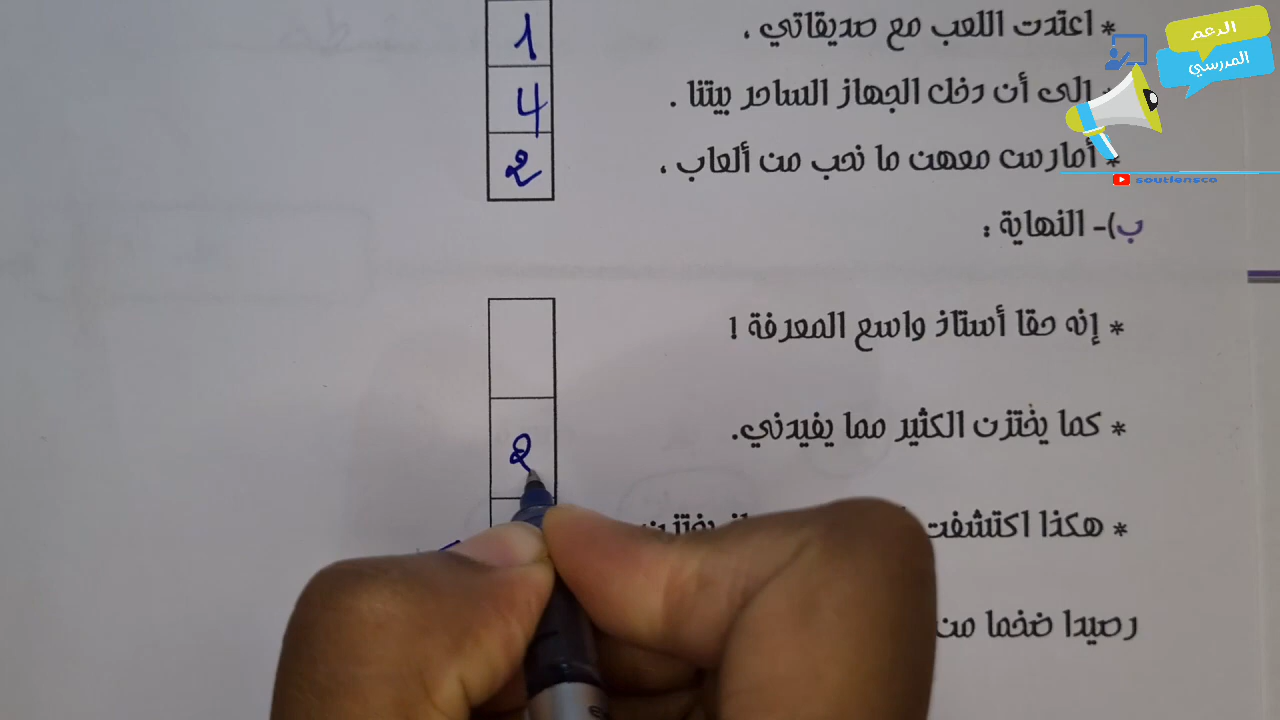 الدعم
المدرسي
soutiensco
* اعتدت اللعب مع صديقاتي ،
1
إلى أن دخل الجهاز الساحر بيتنا .
4
* أمارس معهن ما نحب من ألعاب ،
2
ب)- النهاية :
* إنه حقا أستاذ واسع المعرفة !
* كما يختزن الكثير مما يفيدني.
2
* هكذا اكتشفت
رصيدا ضخما من